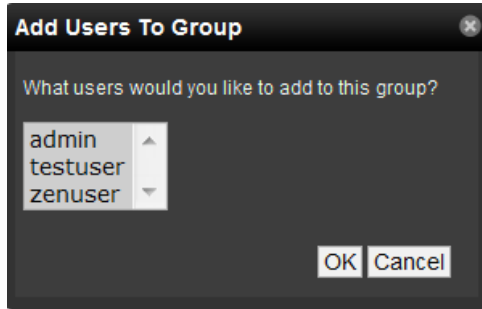 Add Users To Group
What users would you like to add to this group?
admin
testuser
zenuser
OK Cancel